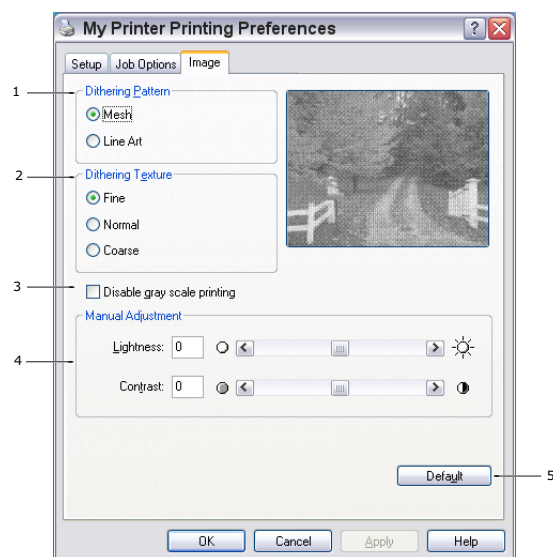 My Printer Printing Preferences
Setup Job Options Image
1
Dithering Pattern
Mesh
Line Art
2
Dithering Texture
Fine
Normal
Coarse
3
Disable gray scale printing
Manual Adjustment
4
Lightness: 0
Contrast: 0
Default
5
OK Cancel Apply Help